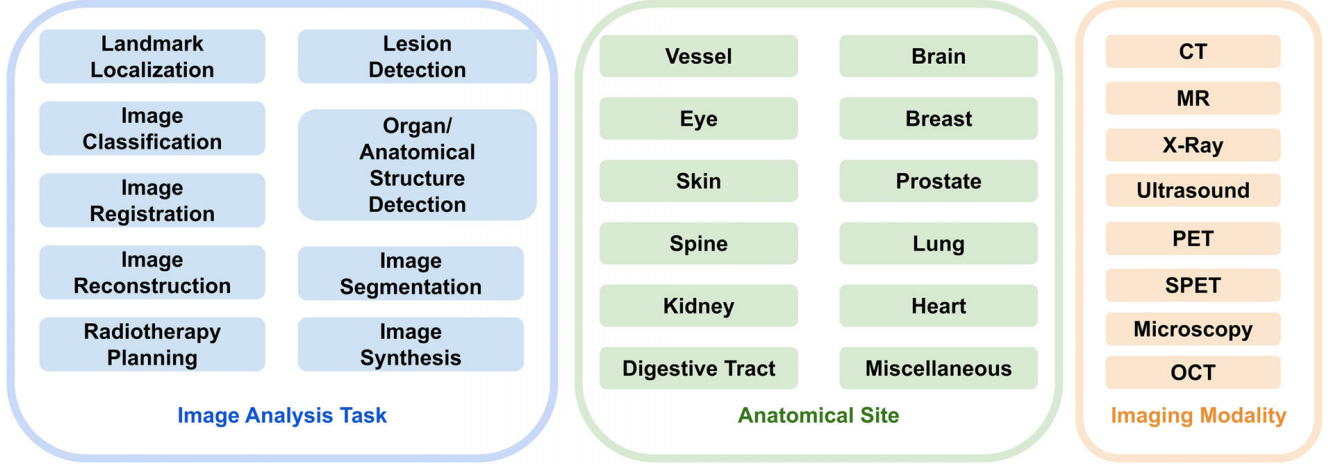 Landmark
Localization
Lesion
Detection
Image
Classification
Organ/
Anatomical
Structure
Detection
Image
Registration
Image
Reconstruction
Image
Segmentation
Radiotherapy
Planning
Image
Synthesis
Image Analysis Task
Vessel
Brain
Eye
Breast
Skin
Prostate
Spine
Lung
Kidney
Heart
Digestive Tract
Miscellaneous
Anatomical Site
CT
MR
X-Ray
Ultrasound
PET
SPET
Microscopy
OCT
Imaging Modality